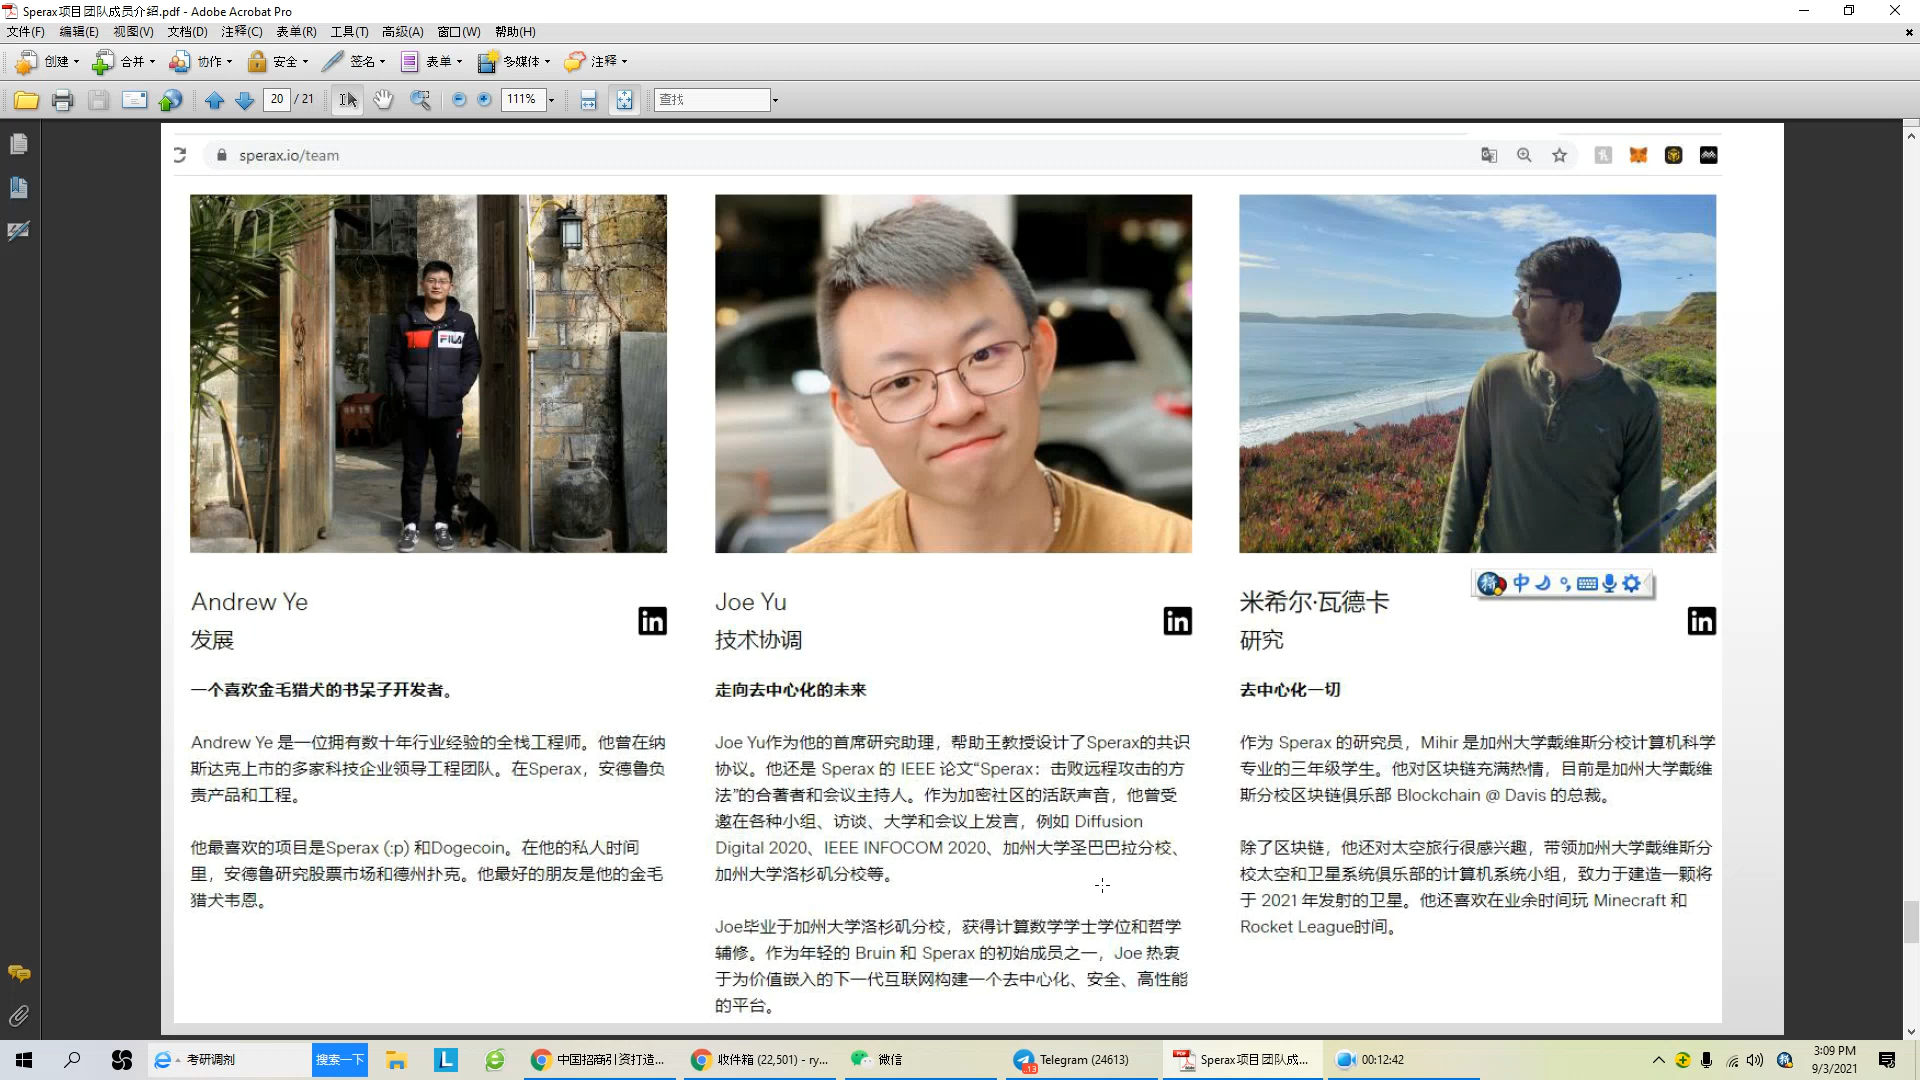 Sperax项目团队成员介绍.pdf - Adobe Acrobat Pro
文件(F) 编辑(E) 视图(V) 文档(D) 注释(C) 表单(R) 工具(T) 高级(A) 窗口(W) 帮助(H)
创建 合并 协作 安全 签名 表单 多媒体 注释
20 / 21 111% 查找
sperax.io/team
FILA
Andrew Ye
发展
一个喜欢金毛猎犬的书呆子开发者。
Andrew Ye 是一位拥有数十年行业经验的全栈工程师。他曾在纳
斯达克上市的多家科技企业领导工程团队。在Sperax，安德鲁负
责产品和工程。
他最喜欢的项目是Sperax (:p) 和Dogecoin。在他的私人时间
里，安德鲁研究股票市场和德州扑克。他最好的朋友是他的金毛
猎犬韦恩。
Joe Yu
技术协调
走向去中心化的未来
Joe Yu作为他的首席研究助理，帮助王教授设计了Sperax的共识
协议。他还是 Sperax 的 IEEE 论文“Sperax：击败远程攻击的方
法”的合著者和会议主持人。作为加密社区的活跃声音，他曾受
邀在各种小组、访谈、大学和会议上发言，例如 Diffusion
Digital 2020、IEEE INFOCOM 2020、加州大学圣巴巴拉分校、
加州大学洛杉矶分校等。
Joe毕业于加州大学洛杉矶分校，获得计算数学学士学位和哲学
辅修。作为年轻的 Bruin 和 Sperax 的初始成员之一，Joe 热衷
于为价值嵌入的下一代互联网构建一个去中心化、安全、高性能
的平台。
米希尔·瓦德卡
研究
去中心化一切
作为 Sperax 的研究员，Mihir 是加州大学戴维斯分校计算机科学
专业的三年级学生。他对区块链充满热情，目前是加州大学戴维
斯分校区块链俱乐部 Blockchain @ Davis 的总裁。
除了区块链，他还对太空旅行很感兴趣，带领加州大学戴维斯分
校太空和卫星系统俱乐部的计算机系统小组，致力于建造一颗将
于 2021 年发射的卫星。他还喜欢在业余时间玩 Minecraft 和
Rocket League时间。
中
考研调剂 搜索一下 中国招商引资打造... 收件箱 (22,501) - ry... 微信 Telegram (24613) Sperax项目团队成... 00:12:42
3:09 PM
9/3/2021